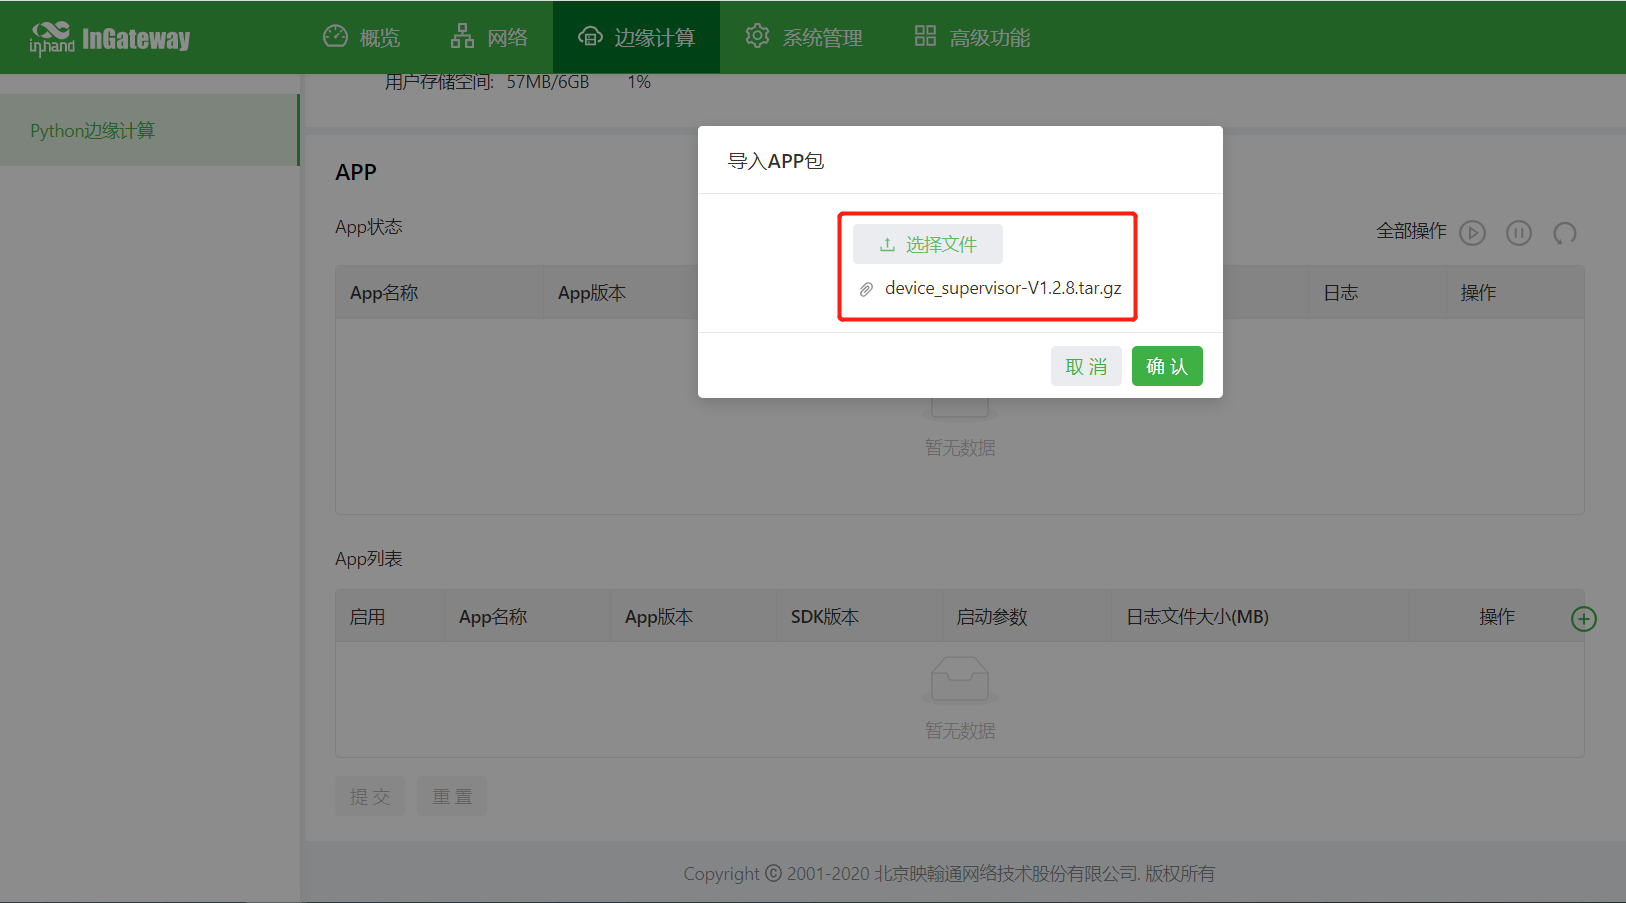 inhand InGateway 概览 网络 边缘计算 系统管理 高级功能
用户存储空间: 57MB/6GB 1%
Python边缘计算
导入APP包
APP
App状态
全部操作
选择文件
device_supervisor-V1.2.8.tar.gz
App名称 App版本 日志 操作
取 消 确 认
暂无数据
App列表
启用 App名称 App版本 SDK版本 启动参数 日志文件大小(MB) 操作
暂无数据
提 交 重 置
Copyright © 2001-2020 北京映翰通网络技术股份有限公司. 版权所有